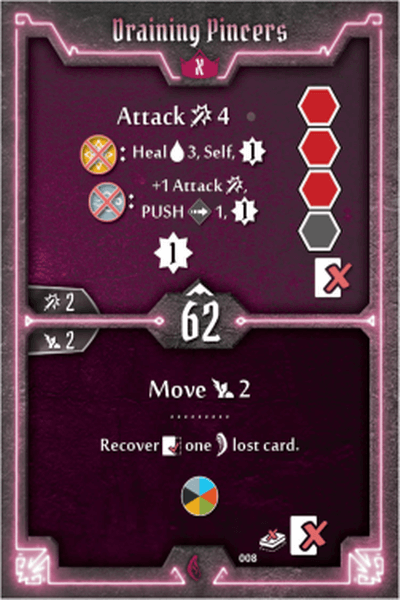 Draining Pincers
א
Attack 4
: Heal 3, Self, 1
: +1 Attack,
PUSH 1, 1
1
2
62
2
Move 2
Recover one lost card.
008